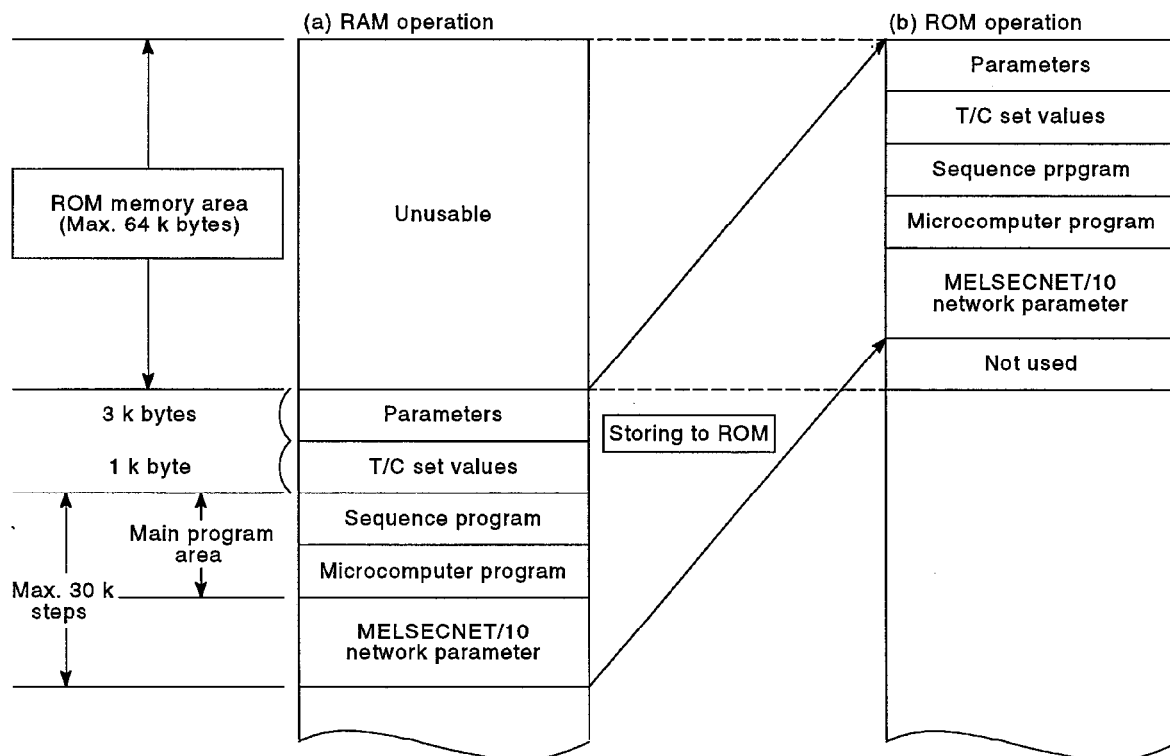 (a) RAM operation
(b) ROM operation
ROM memory area
(Max. 64 k bytes)
Unusable
Parameters
T/C set values
Sequence prpgram
Microcomputer program
MELSECNET/10
network parameter
Not used
3 k bytes
Parameters
Storing to ROM
1 k byte
T/C set values
Sequence program
Main program
area
Microcomputer program
Max. 30 k
steps
MELSECNET/10
network parameter